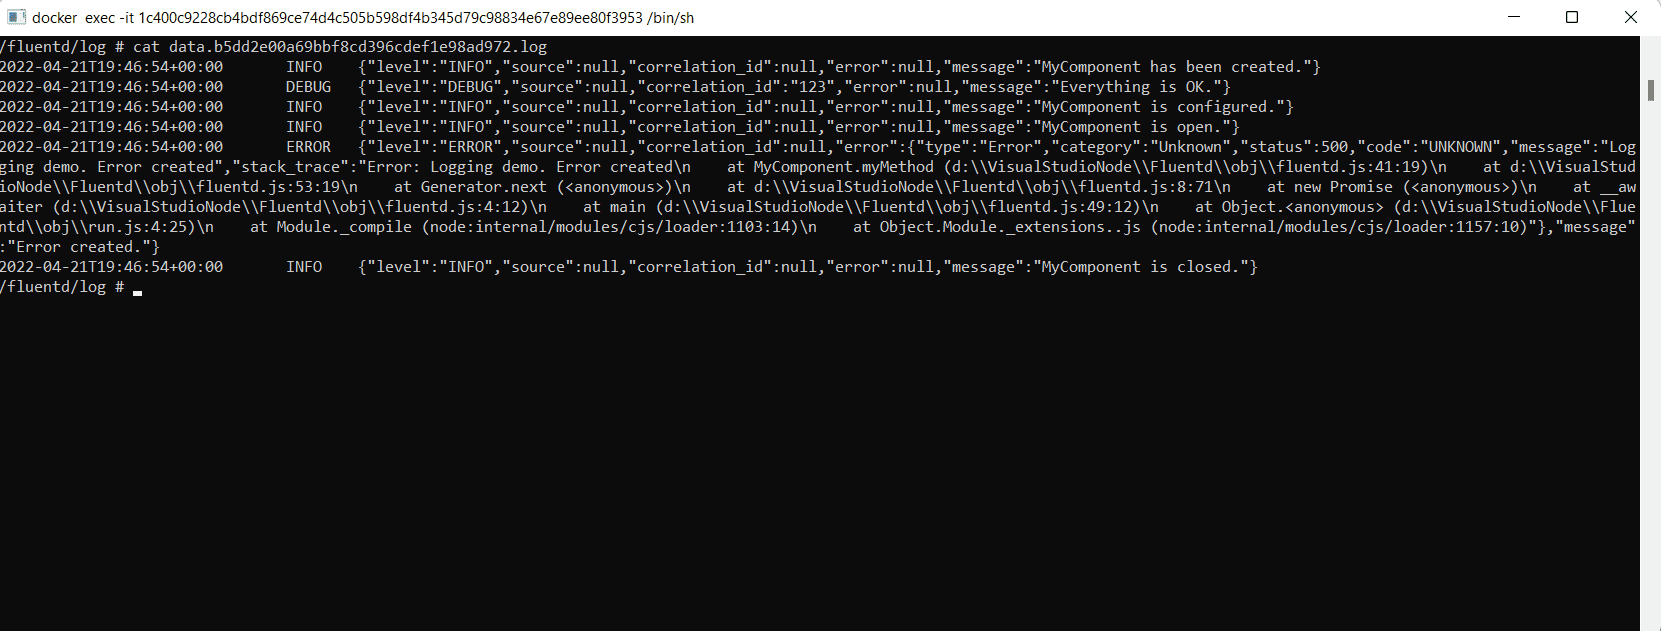 docker exec -it 1c400c9228cb4bdf869ce74d4c505b598df4b345d79c98834e67e89ee80f3953 /bin/sh
/fluentd/log # cat data.b5dd2e00a69bbf8cd396cdef1e98ad972.log
2022-04-21T19:46:54+00:00       INFO    {"level":"INFO","source":null,"correlation_id":null,"error":null,"message":"MyComponent has been created."}
2022-04-21T19:46:54+00:00       DEBUG   {"level":"DEBUG","source":null,"correlation_id":"123","error":null,"message":"Everything is OK."}
2022-04-21T19:46:54+00:00       INFO    {"level":"INFO","source":null,"correlation_id":null,"error":null,"message":"MyComponent is configured."}
2022-04-21T19:46:54+00:00       INFO    {"level":"INFO","source":null,"correlation_id":null,"error":null,"message":"MyComponent is open."}
2022-04-21T19:46:54+00:00       ERROR   {"level":"ERROR","source":null,"correlation_id":null,"error":{"type":"Error","category":"Unknown","status":500,"code":"UNKNOWN","message":"Log
ging demo. Error created","stack_trace":"Error: Logging demo. Error created\n    at MyComponent.myMethod (d:\\VisualStudioNode\\Fluentd\\obj\\fluentd.js:41:19)\n    at d:\\VisualStud
ioNode\\Fluentd\\obj\\fluentd.js:53:19\n    at Generator.next (<anonymous>)\n    at d:\\VisualStudioNode\\Fluentd\\obj\\fluentd.js:8:71\n    at new Promise (<anonymous>)\n    at __aw
aiter (d:\\VisualStudioNode\\Fluentd\\obj\\fluentd.js:4:12)\n    at main (d:\\VisualStudioNode\\Fluentd\\obj\\fluentd.js:49:12)\n    at Object.<anonymous> (d:\\VisualStudioNode\\Flue
ntd\\obj\\run.js:4:25)\n    at Module._compile (node:internal/modules/cjs/loader:1103:14)\n    at Object.Module._extensions..js (node:internal/modules/cjs/loader:1157:10)"},"message"
:"Error created."}
2022-04-21T19:46:54+00:00       INFO    {"level":"INFO","source":null,"correlation_id":null,"error":null,"message":"MyComponent is closed."}
/fluentd/log #